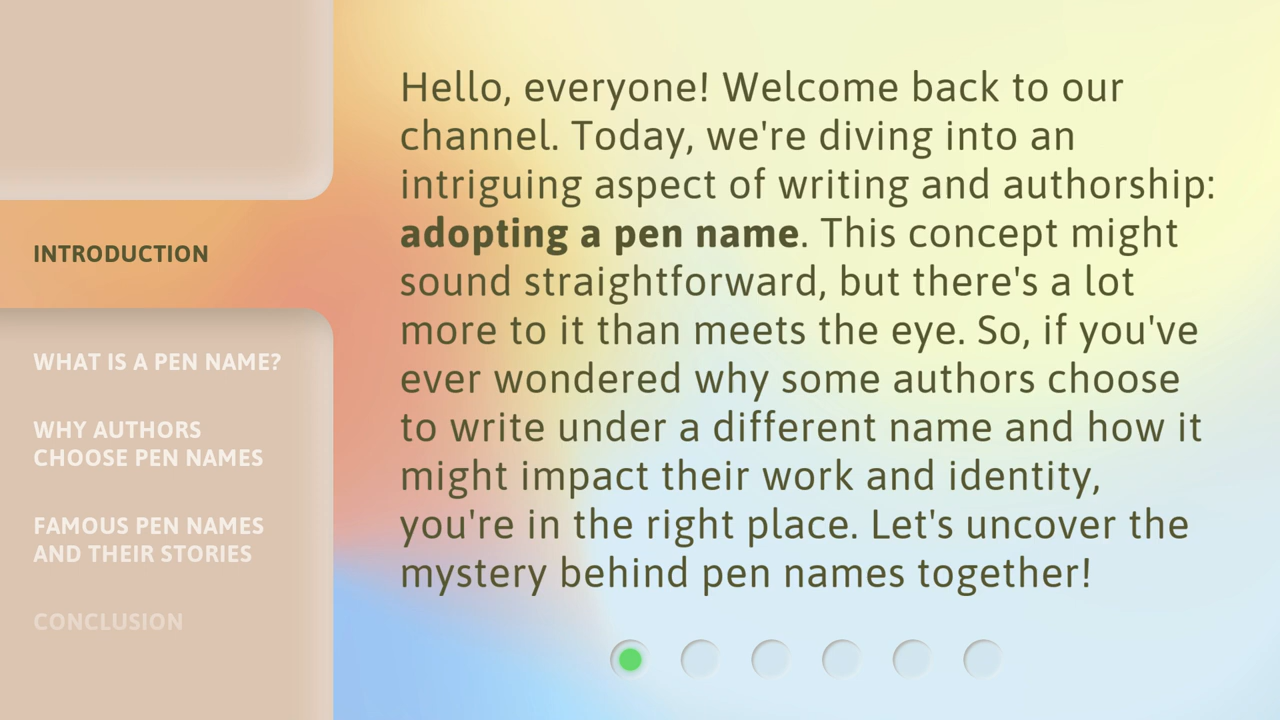 INTRODUCTION
WHAT IS A PEN NAME?
WHY AUTHORS
CHOOSE PEN NAMES
FAMOUS PEN NAMES
AND THEIR STORIES
CONCLUSION
Hello, everyone! Welcome back to our
channel. Today, we're diving into an
intriguing aspect of writing and authorship:
adopting a pen name. This concept might
sound straightforward, but there's a lot
more to it than meets the eye. So, if you've
ever wondered why some authors choose
to write under a different name and how it
might impact their work and identity,
you're in the right place. Let's uncover the
mystery behind pen names together!